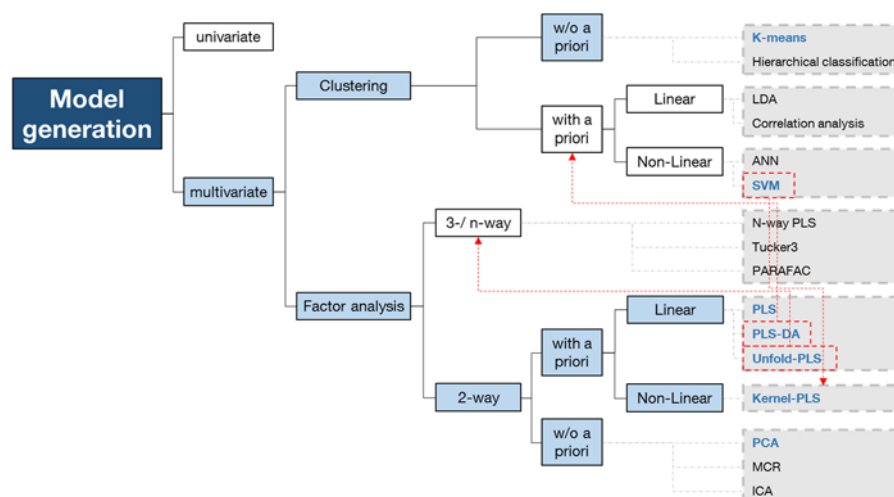 Model
generation
univariate
multivariate
Clustering
Factor analysis
w/o a
priori
with a
priori
Linear
Non-Linear
3-/ n-way
2-way
with a
priori
Linear
Non-Linear
w/o a
priori
K-means
Hierarchical classification
LDA
Correlation analysis
ANN
SVM
N-way PLS
Tucker3
PARAFAC
PLS
PLS-DA
Unfold-PLS
Kernel-PLS
PCA
MCR
ICA